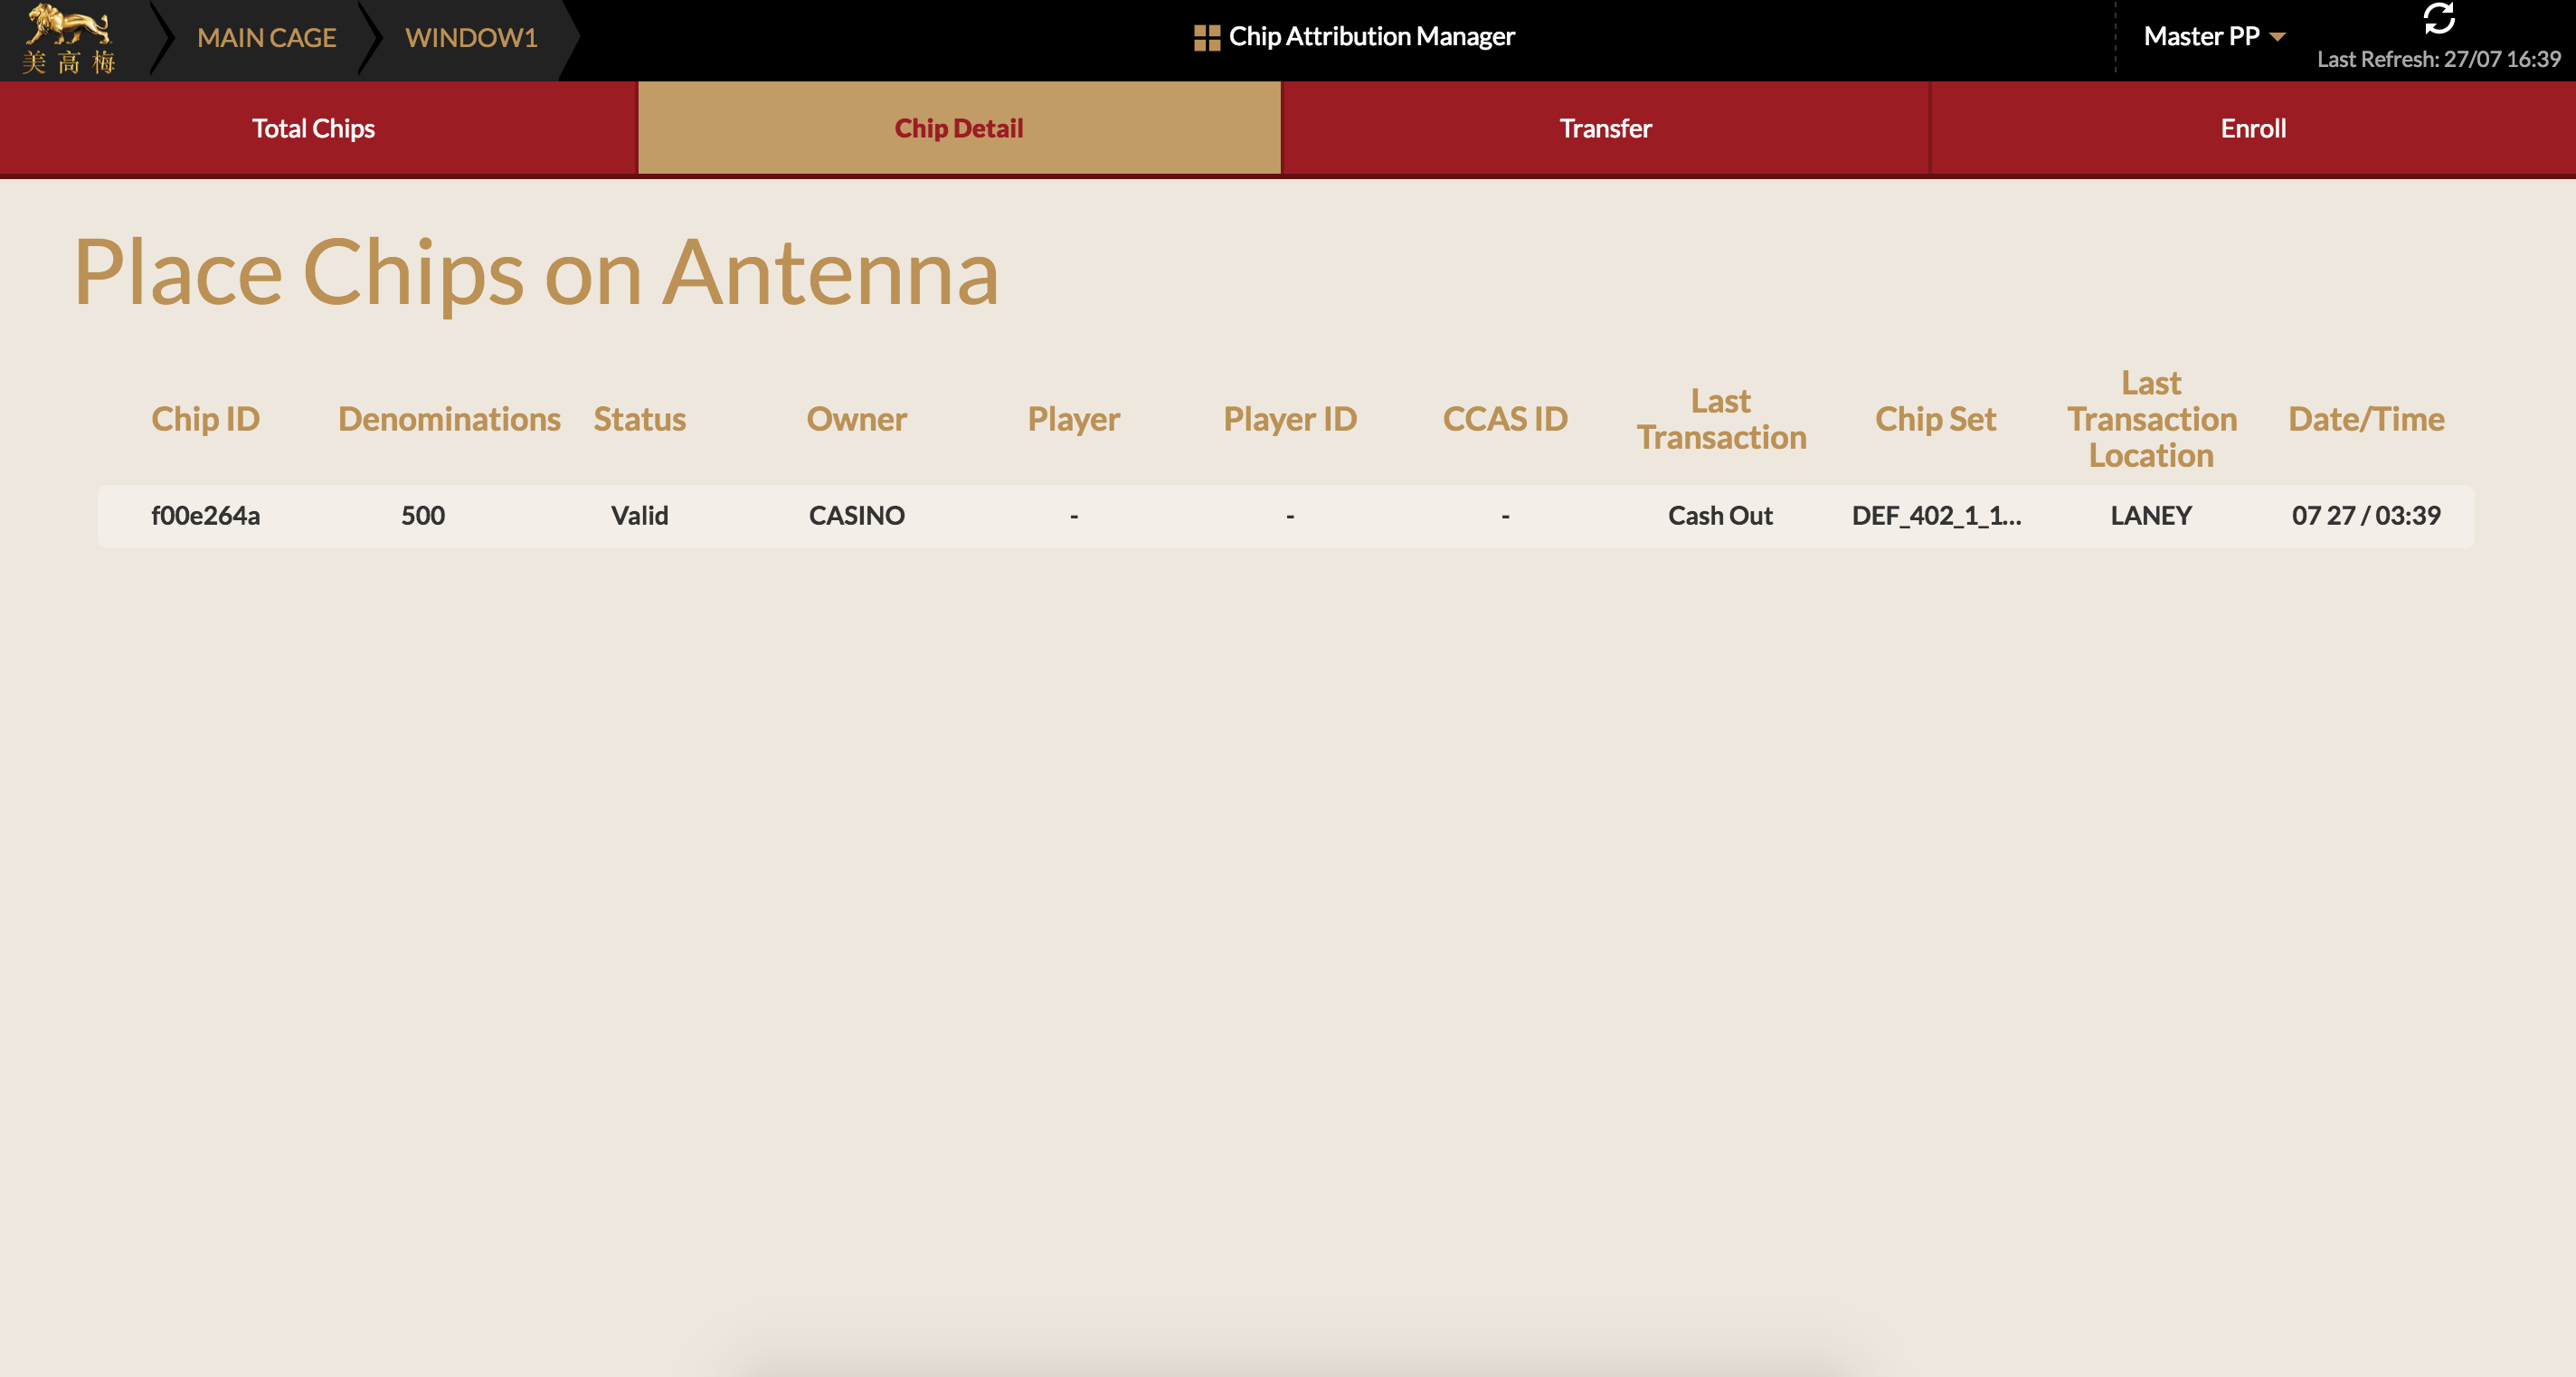 美高梅
MAIN CAGE
WINDOW1
Chip Attribution Manager
Master PP
Last Refresh: 27/07 16:39
Total Chips
Chip Detail
Transfer
Enroll
Place Chips on Antenna
Chip ID
Denominations
Status
Owner
Player
Player ID
CCAS ID
Last
Transaction
Chip Set
Last
Transaction
Location
Date/Time
f00e264a
500
Valid
CASINO
-
-
-
Cash Out
DEF_402_1_1...
LANEY
07 27 / 03:39